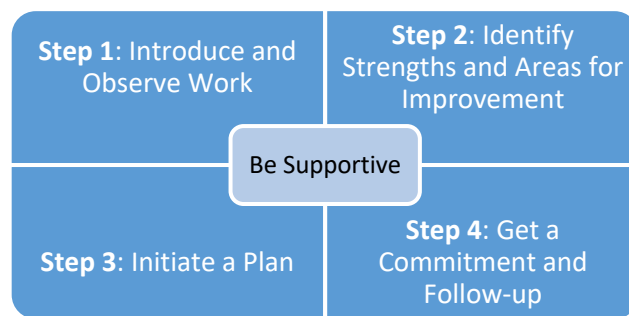 Step 1: Introduce and
Observe Work
Step 2: Identify
Strengths and Areas for
Improvement
Be Supportive
Step 3: Initiate a Plan
Step 4: Get a
Commitment and
Follow-up